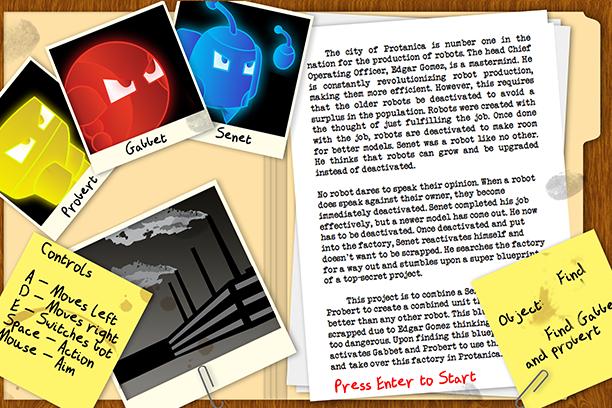 Probert
Gabbet
Senet
Controls
A - Moves left
D - Moves right
E - Switches bot
Space - Action
Mouse - Aim
The city of Protanica is number one in the
nation for the production of robots. The head Chief
Operating Officer, Edgar Gomez, is a mastermind. He
is constantly revolutionizing robot production,
making them more efficient. However, this requires
that the older robots be deactivated to avoid a
surplus in the population. Robots were created with
the thought of just fulfilling the job. Once done
with the job, robots are deactivated to make room
for better models. Senet was a robot like no other.
He thinks that robots can grow and be upgraded
instead of deactivated.
No robot dares to speak their opinion. When a robot
does speak against their owner, they become
immediately deactivated. Senet completed his job
effectively, but a newer model has come out. He now
has to be deactivated. Once deactivated and put
into the factory, Senet reactivates himself and
doesn't want to be scrapped. He searches the factory
for a way out and stumbles upon a super blueprint
of a top-secret project.
This project is to combine a Se
Probert to create a combined unit
better than any other robot. This blu
scrapped due to Edgar Gomez thinking
too dangerous. Upon finding this blue
activates Gabbet and Probert to use th
and take over this factory in Protanica.
Press Enter to Start
Object: Find
Find Gabbe
and probert